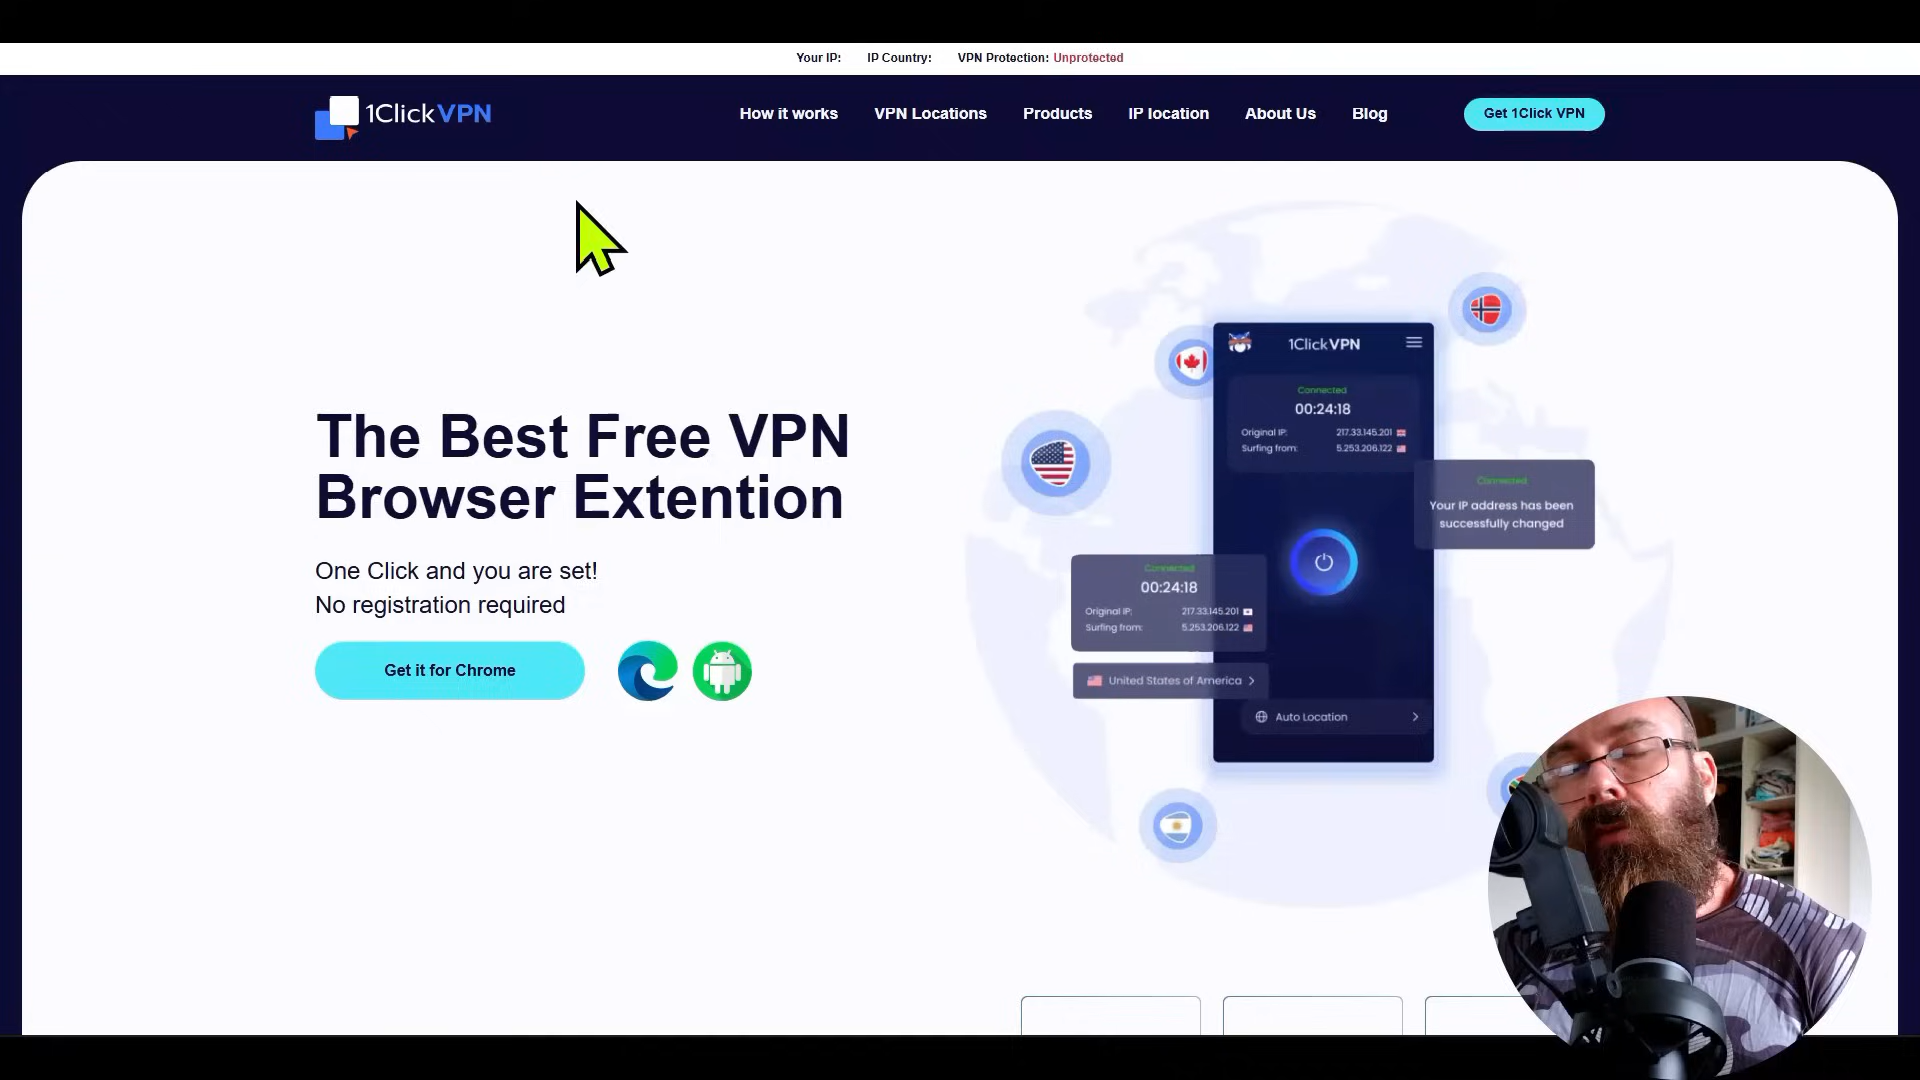 Your IP: IP Country: VPN Protection: Unprotected
1ClickVPN
How it works VPN Locations Products IP location About Us Blog Get 1Click VPN
The Best Free VPN
Browser Extention
One Click and you are set!
No registration required
Get it for Chrome
1ClickVPN
Connected
00:24:18
Original IP: 217.33.145.201
Surfing from: 5.253.206.122
Connected
Your IP address has been
successfully changed
Connected
00:24:18
Original IP: 217.33.145.201
Surfing from: 5.253.206.122
United States of America
Auto Location